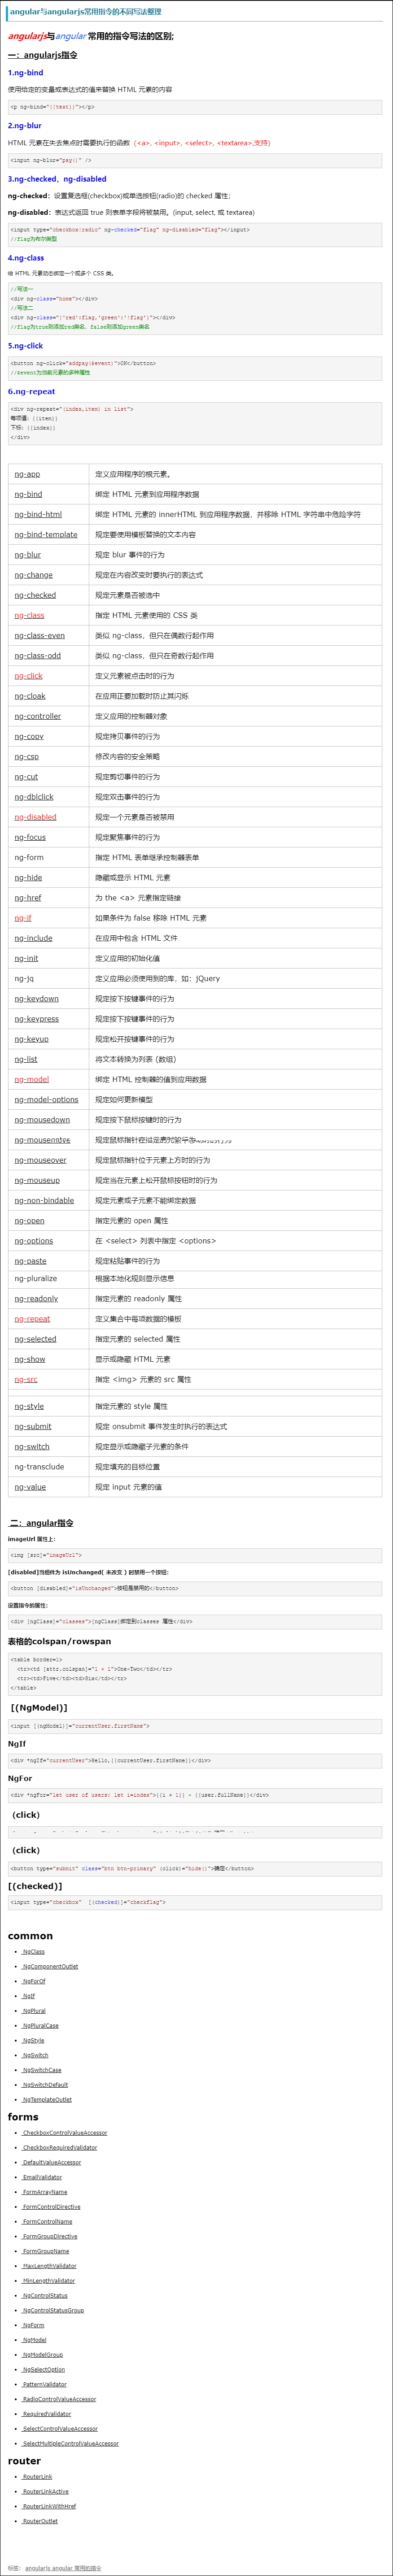 angular与angularjs常用指令的不同写法整理
angularjs与angular 常用的指令写法的区别;
一：angularjs指令
1.ng-bind
使用给定的变量或表达式的值来替换 HTML 元素的内容
<p ng-bind="{{text}}"></p>
2.ng-blur
HTML 元素在失去焦点时需要执行的函数（<a>, <input>, <select>, <textarea>,支持）
<input ng-blur="pay()" />
3.ng-checked，ng-disabled
ng-checked：设置复选框(checkbox)或单选按钮(radio)的 checked 属性；
ng-disabled：表达式返回 true 则表单字段将被禁用。(input, select, 或 textarea)
<input type="checkbox|radio" ng-checked="flag" ng-disabled="flag"></input>
//flag为布尔类型
4.ng-class
给 HTML 元素动态绑定一个或多个 CSS 类。
//写法一
<div ng-class="home"></div>
//写法二
<div ng-class="{'red':flag,'green':'!flag'}"></div>
//flag为true则添加red类名，false则添加green类名
5.ng-click
<button ng-click="addpay($event)">OK</button>
//$event为当前元素的多种属性
6.ng-repeat
<div ng-repeat="(index,item) in list">
每项值：{{item}}
下标：{{index}}
</div>
ng-app 定义应用程序的根元素。
ng-bind 绑定 HTML 元素到应用程序数据
ng-bind-html 绑定 HTML 元素的 innerHTML 到应用程序数据，并移除 HTML 字符串中危险字符
ng-bind-template 规定要使用模板替换的文本内容
ng-blur 规定 blur 事件的行为
ng-change 规定在内容改变时要执行的表达式
ng-checked 规定元素是否被选中
ng-class 指定 HTML 元素使用的 CSS 类
ng-class-even 类似 ng-class，但只在偶数行起作用
ng-class-odd 类似 ng-class，但只在奇数行起作用
ng-click 定义元素被点击时的行为
ng-cloak 在应用正要加载时防止其闪烁
ng-controller 定义应用的控制器对象
ng-copy 规定拷贝事件的行为
ng-csp 修改内容的安全策略
ng-cut 规定剪切事件的行为
ng-dblclick 规定双击事件的行为
ng-disabled 规定一个元素是否被禁用
ng-focus 规定聚焦事件的行为
ng-form 指定 HTML 表单继承控制器表单
ng-hide 隐藏或显示 HTML 元素
ng-href 为 the <a> 元素指定链接
ng-if 如果条件为 false 移除 HTML 元素
ng-include 在应用中包含 HTML 文件
ng-init 定义应用的初始化值
ng-jq 定义应用必须使用到的库，如：jQuery
ng-keydown 规定按下按键事件的行为
ng-keypress 规定按下按键事件的行为
ng-keyup 规定松开按键事件的行为
ng-list 将文本转换为列表 (数组)
ng-model 绑定 HTML 控制器的值到应用数据
ng-model-options 规定如何更新模型
ng-mousedown 规定按下鼠标按键时的行为
规定鼠标指针在
ng-mouseover 规定鼠标指针位于元素上方时的行为
ng-mouseup 规定当在元素上松开鼠标按钮时的行为
ng-non-bindable 规定元素或子元素不能绑定数据
ng-open 指定元素的 open 属性
ng-options 在 <select> 列表中指定 <options>
ng-paste 规定粘贴事件的行为
ng-pluralize 根据本地化规则显示信息
ng-readonly 指定元素的 readonly 属性
ng-repeat 定义集合中每项数据的模板
ng-selected 指定元素的 selected 属性
ng-show 显示或隐藏 HTML 元素
ng-src 指定 <img> 元素的 src 属性
ng-style 指定元素的 style 属性
ng-submit 规定 onsubmit 事件发生时执行的表达式
ng-switch 规定显示或隐藏子元素的条件
ng-transclude 规定填充的目标位置
ng-value 规定 input 元素的值
二：angular指令
imageUrl 属性上：
<img [src]="imageUrl">
[disabled]当组件为 isUnchanged( 未改变 ) 时禁用一个按钮：
<button [disabled]="isUnchanged">按钮是禁用的</button>
设置指令的属性：
<div [ngClass]="classes">[ngClass]绑定到classes 属性</div>
表格的colspan/rowspan
<table border=1>
<tr><td [attr.colspan]="1 + 1">One-Two</td></tr>
<tr><td>Five</td><td>Six</td></tr>
</table>
[(NgModel)]
<input [(ngModel)]="currentUser.firstName">
NgIf
<div *ngIf="currentUser">Hello,{{currentUser.firstName}}</div>
NgFor
<div *ngFor="let user of users; let i=index">{{i + 1}} - {{user.fullName}}</div>
（click）
（click）
<button type="submit" class="btn btn-primary" (click)="hide()">确定</button>
[(checked)]
<input type="checkbox" [(checked)]="checkflag">
common
NgClass
NgComponentOutlet
NgForOf
NgIf
NgPlural
NgPluralCase
NgStyle
NgSwitch
NgSwitchCase
NgSwitchDefault
NgTemplateOutlet
forms
CheckboxControlValueAccessor
CheckboxRequiredValidator
DefaultValueAccessor
EmailValidator
FormArrayName
FormControlDirective
FormControlName
FormGroupDirective
FormGroupName
MaxLengthValidator
MinLengthValidator
NgControlStatus
NgControlStatusGroup
NgForm
NgModel
NgModelGroup
NgSelectOption
PatternValidator
RadioControlValueAccessor
RequiredValidator
SelectControlValueAccessor
SelectMultipleControlValueAccessor
router
RouterLink
RouterLinkActive
RouterLinkWithHref
RouterOutlet
标签： angularjs angular 常用的指令